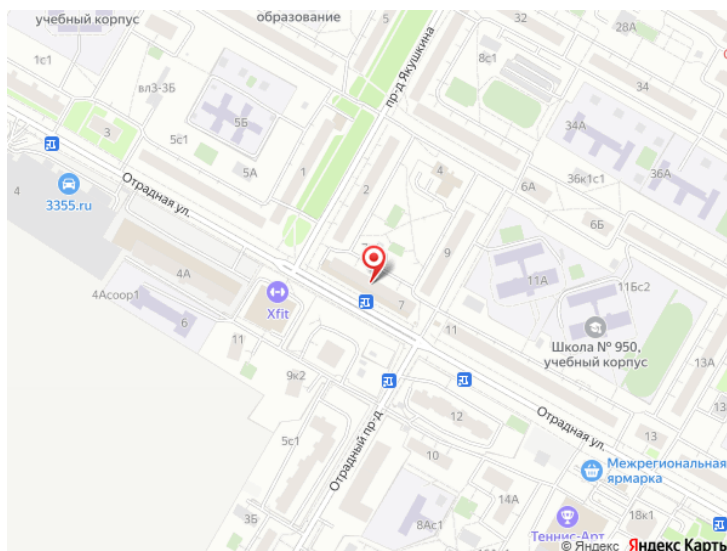 учебный корпус
образование
5
32
28А
1с1
вл3-3Б
8с1
34
пр-д Якушкина
3
5с1
5Б
34А
1
5А
4
36к1с1
36А
2
6А
4
Отрадная ул.
3355.ru
6Б
9
4А
11А
11Бс2
4Асоор1
6
Xfit
7
11
11
Школа № 950,
учебный корпус
13А
9к2
12
Отрадная ул.
13
5с1
Отрадный пр-д
10
Межрегиональная
ярмарка
14А
18к1
3Б
8Ас1
Теннис-Арт
© Яндекс Яндекс Карты